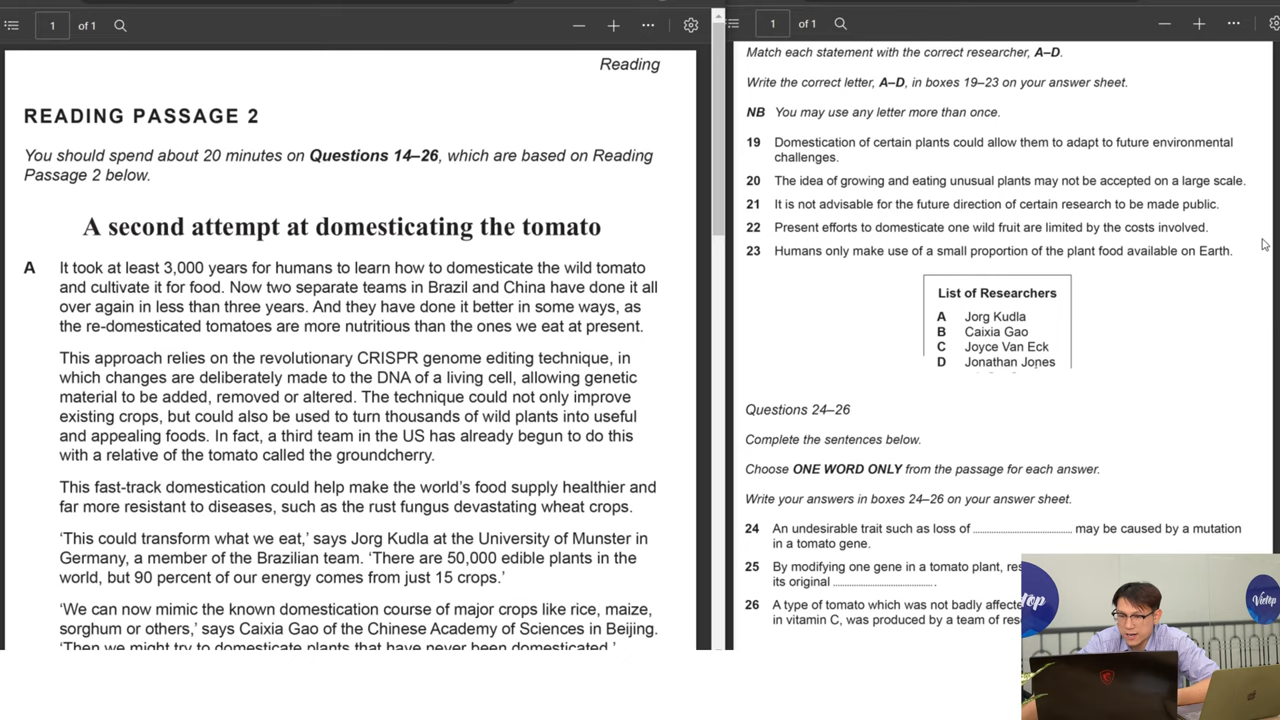 1 of 1
Reading
READING PASSAGE 2
You should spend about 20 minutes on Questions 14–26, which are based on Reading
Passage 2 below.
A second attempt at domesticating the tomato
A It took at least 3,000 years for humans to learn how to domesticate the wild tomato
and cultivate it for food. Now two separate teams in Brazil and China have done it all
over again in less than three years. And they have done it better in some ways, as
the re-domesticated tomatoes are more nutritious than the ones we eat at present.
This approach relies on the revolutionary CRISPR genome editing technique, in
which changes are deliberately made to the DNA of a living cell, allowing genetic
material to be added, removed or altered. The technique could not only improve
existing crops, but could also be used to turn thousands of wild plants into useful
and appealing foods. In fact, a third team in the US has already begun to do this
with a relative of the tomato called the groundcherry.
This fast-track domestication could help make the world's food supply healthier and
far more resistant to diseases, such as the rust fungus devastating wheat crops.
‘This could transform what we eat,’ says Jorg Kudla at the University of Munster in
Germany, a member of the Brazilian team. ‘There are 50,000 edible plants in the
world, but 90 percent of our energy comes from just 15 crops.’
‘We can now mimic the known domestication course of major crops like rice, maize,
sorghum or others,’ says Caixia Gao of the Chinese Academy of Sciences in Beijing.
‘Then we might try to domesticate plants that have never been domesticated.’
1 of 1
Match each statement with the correct researcher, A–D.
Write the correct letter, A–D, in boxes 19–23 on your answer sheet.
NB You may use any letter more than once.
19 Domestication of certain plants could allow them to adapt to future environmental
challenges.
20 The idea of growing and eating unusual plants may not be accepted on a large scale.
21 It is not advisable for the future direction of certain research to be made public.
22 Present efforts to domesticate one wild fruit are limited by the costs involved.
23 Humans only make use of a small proportion of the plant food available on Earth.
List of Researchers
A Jorg Kudla
B Caixia Gao
C Joyce Van Eck
D Jonathan Jones
Questions 24–26
Complete the sentences below.
Choose ONE WORD ONLY from the passage for each answer.
Write your answers in boxes 24–26 on your answer sheet.
24 An undesirable trait such as loss of .............................. may be caused by a mutation
in a tomato gene.
25 By modifying one gene in a tomato plant, res
its original .............................. .
26 A type of tomato which was not badly affecte
in vitamin C, was produced by a team of res
Vietop